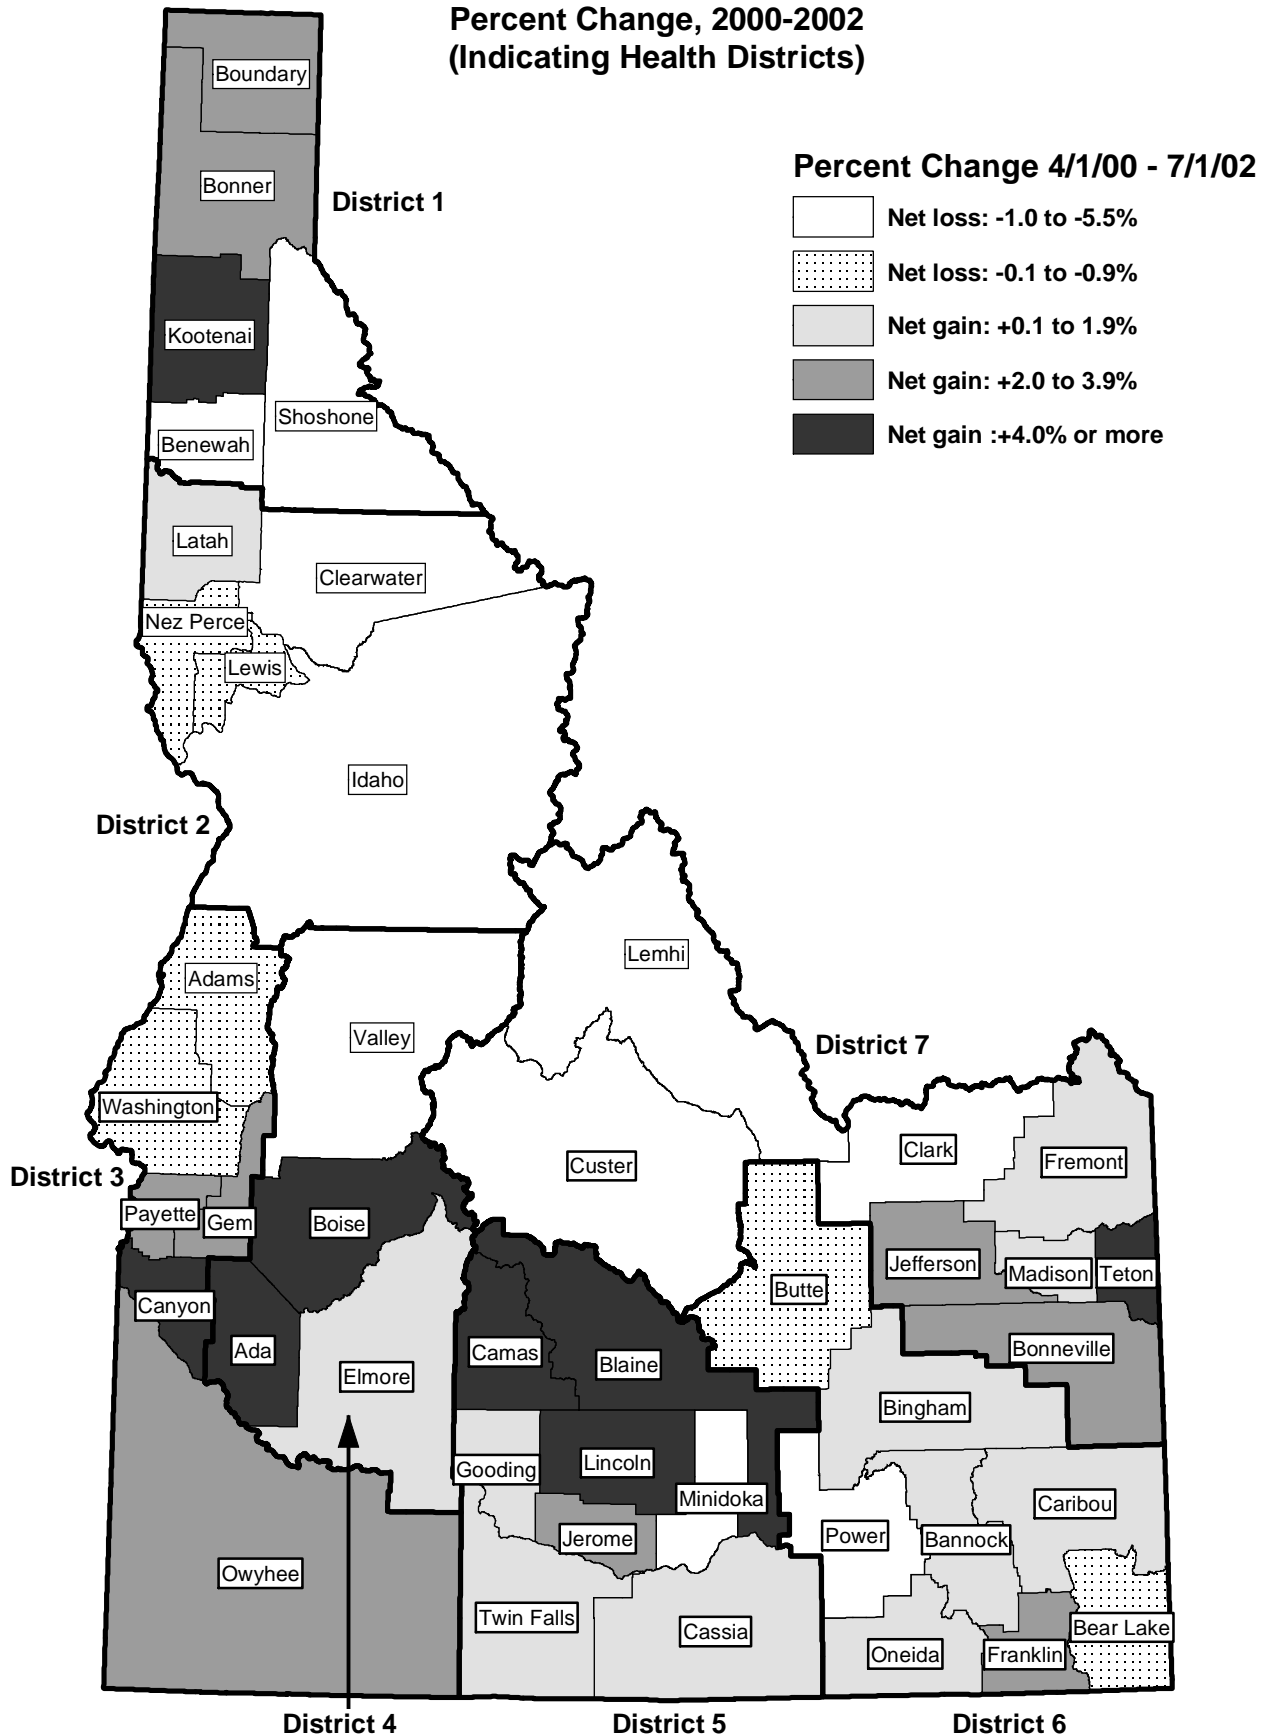 Percent Change, 2000-2002
(Indicating Health Districts)
Percent Change 4/1/00 - 7/1/02
Net loss: -1.0 to -5.5%
Net loss: -0.1 to -0.9%
Net gain: +0.1 to 1.9%
Net gain: +2.0 to 3.9%
Net gain :+4.0% or more
Boundary
Bonner
District 1
Kootenai
Shoshone
Benewah
Latah
Clearwater
Nez Perce
Lewis
Idaho
District 2
Lemhi
Adams
Valley
District 7
Washington
Clark
Fremont
Custer
District 3
Payette
Gem
Boise
Jefferson
Madison
Teton
Butte
Canyon
Ada
Camas
Blaine
Bonneville
Elmore
Bingham
Gooding
Lincoln
Minidoka
Caribou
Jerome
Power
Bannock
Owyhee
Twin Falls
Cassia
Bear Lake
Oneida
Franklin
District 4
District 5
District 6